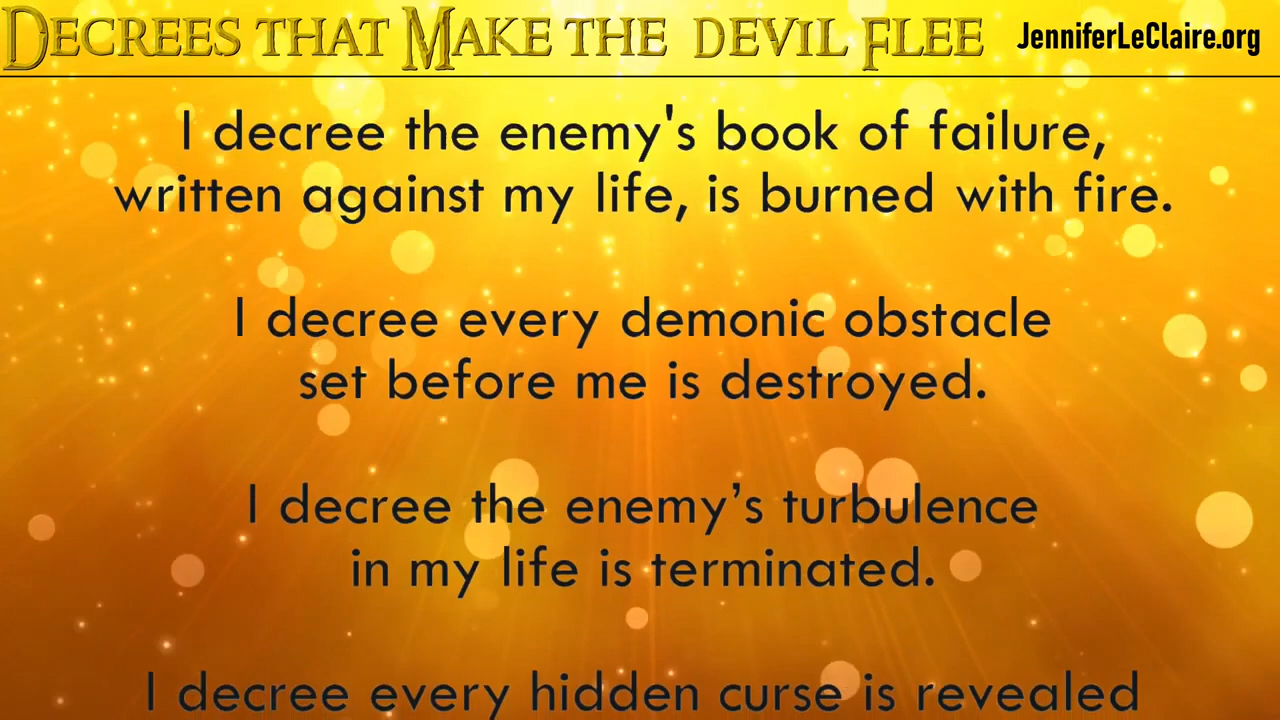 DECREES THAT MAKE THE DEVIL FLEE
JenniferLeClaire.org
I decree the enemy's book of failure,
written against my life, is burned with fire.
I decree every demonic obstacle
set before me is destroyed.
I decree the enemy’s turbulence
in my life is terminated.
I decree every hidden curse is revealed